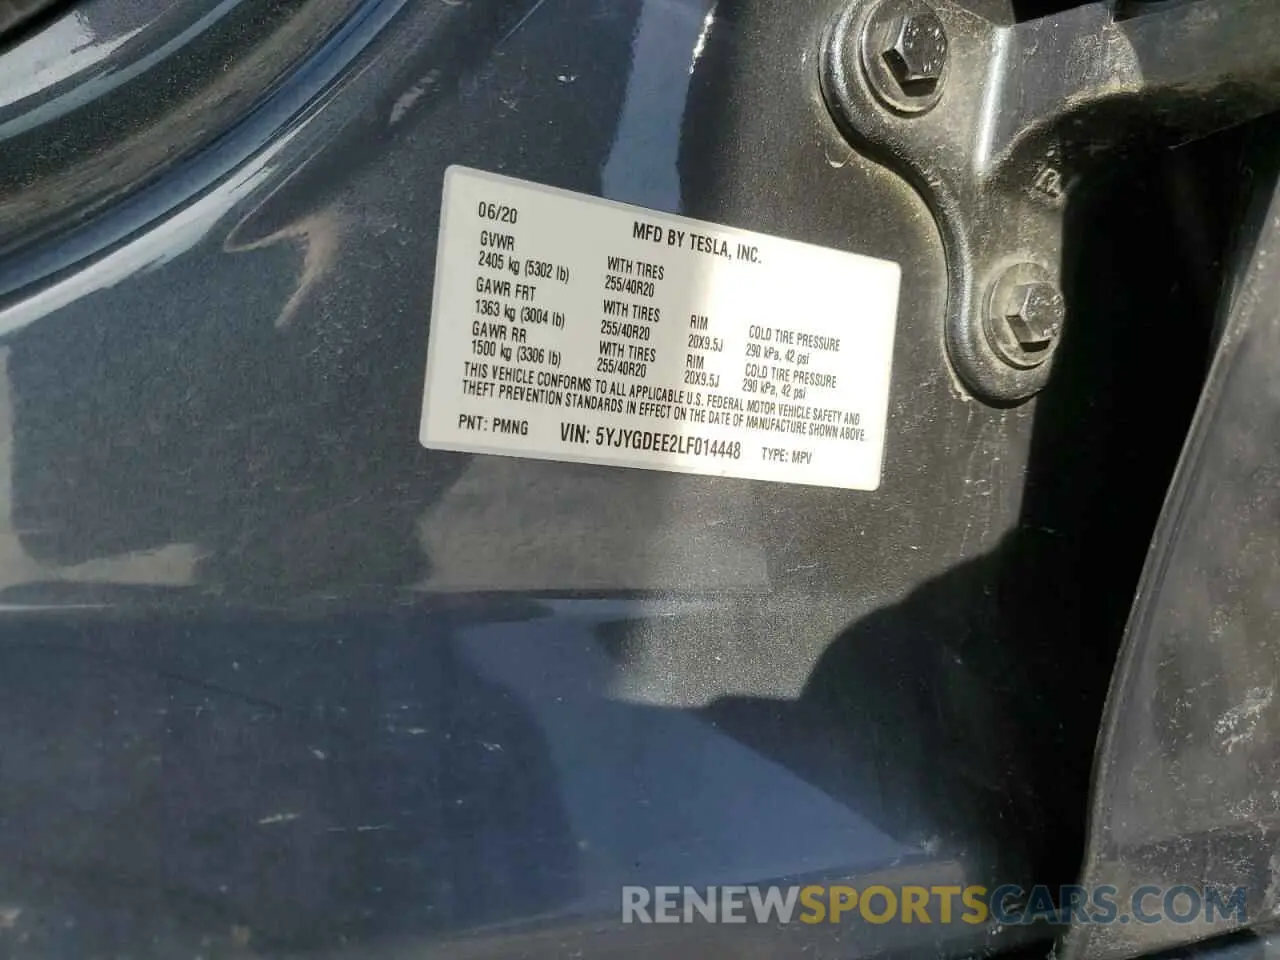 06/20
MFD BY TESLA, INC.
GVWR
2405 kg (5302 lb)
WITH TIRES
255/40R20
GAWR FRT
1363 kg (3004 lb)
WITH TIRES
255/40R20
RIM
20X9.5J
COLD TIRE PRESSURE
290 kPa, 42 psi
GAWR RR
1500 kg (3306 lb)
WITH TIRES
255/40R20
RIM
20X9.5J
COLD TIRE PRESSURE
290 kPa, 42 psi
THIS VEHICLE CONFORMS TO ALL APPLICABLE U.S. FEDERAL MOTOR VEHICLE SAFETY AND
THEFT PREVENTION STANDARDS IN EFFECT ON THE DATE OF MANUFACTURE SHOWN ABOVE
PNT: PMNG VIN: 5YJYGDEE2LF014448 TYPE: MPV
RENEWSPORTSCARS.COM